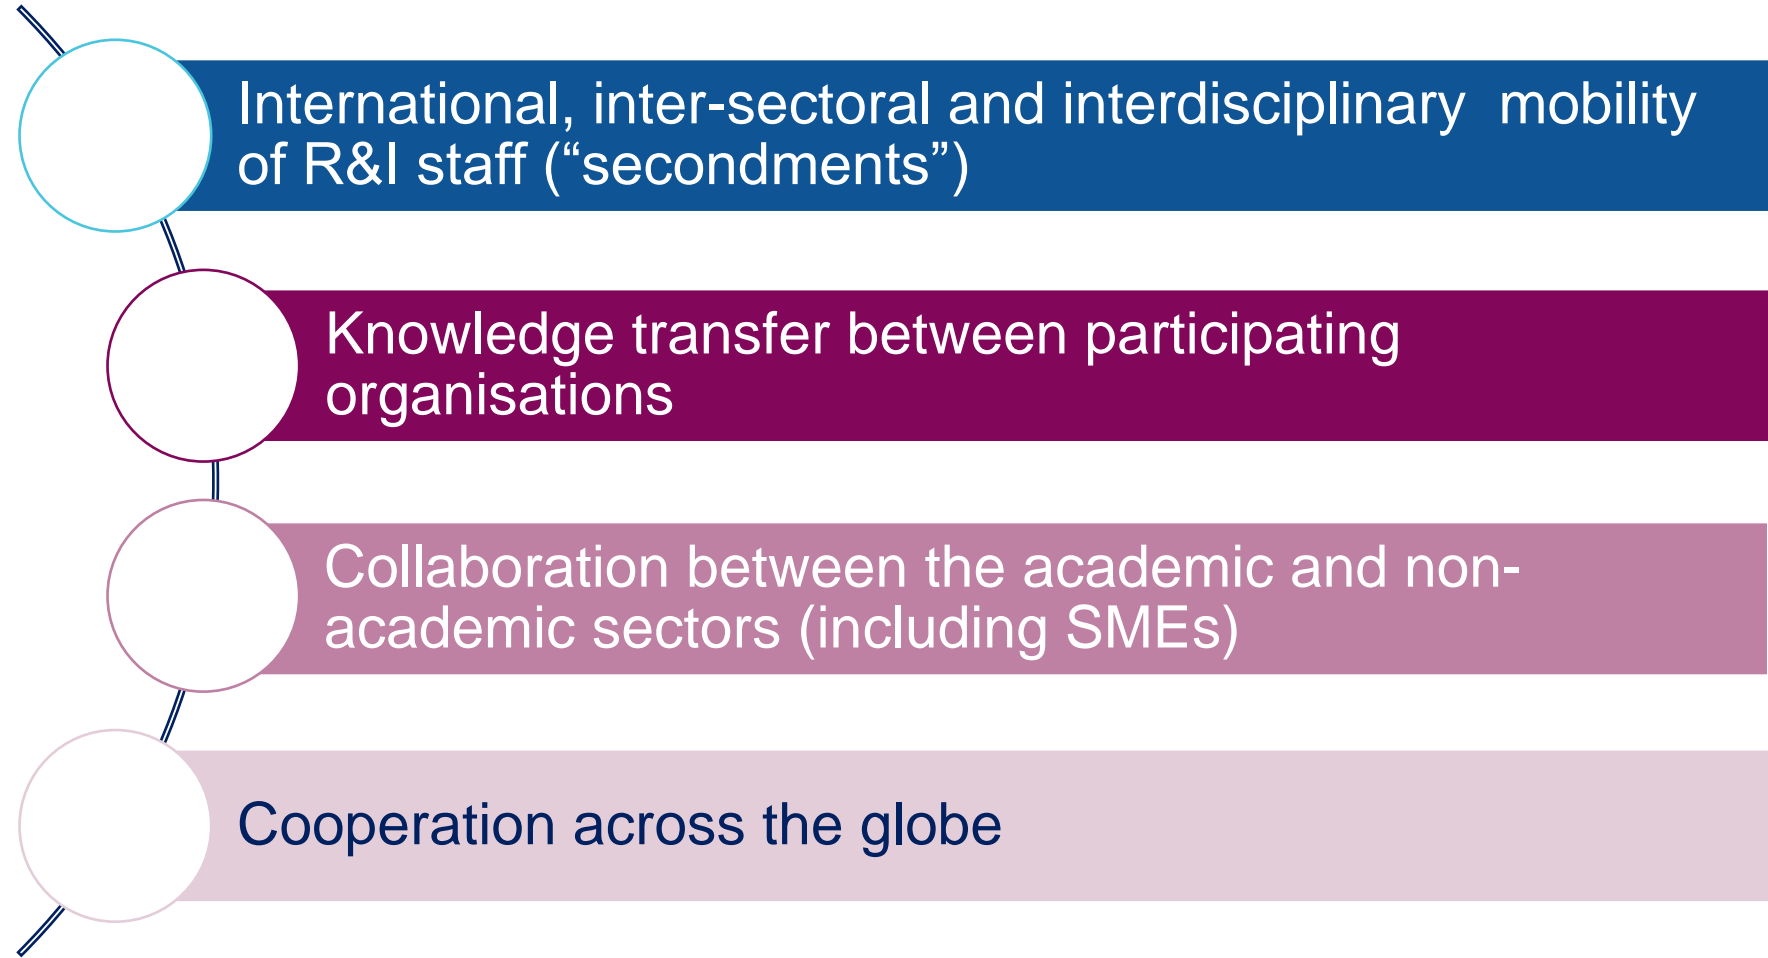 International, inter-sectoral and interdisciplinary  mobility
of R&I staff (“secondments”)
Knowledge transfer between participating
organisations
Collaboration between the academic and non-
academic sectors (including SMEs)
Cooperation across the globe